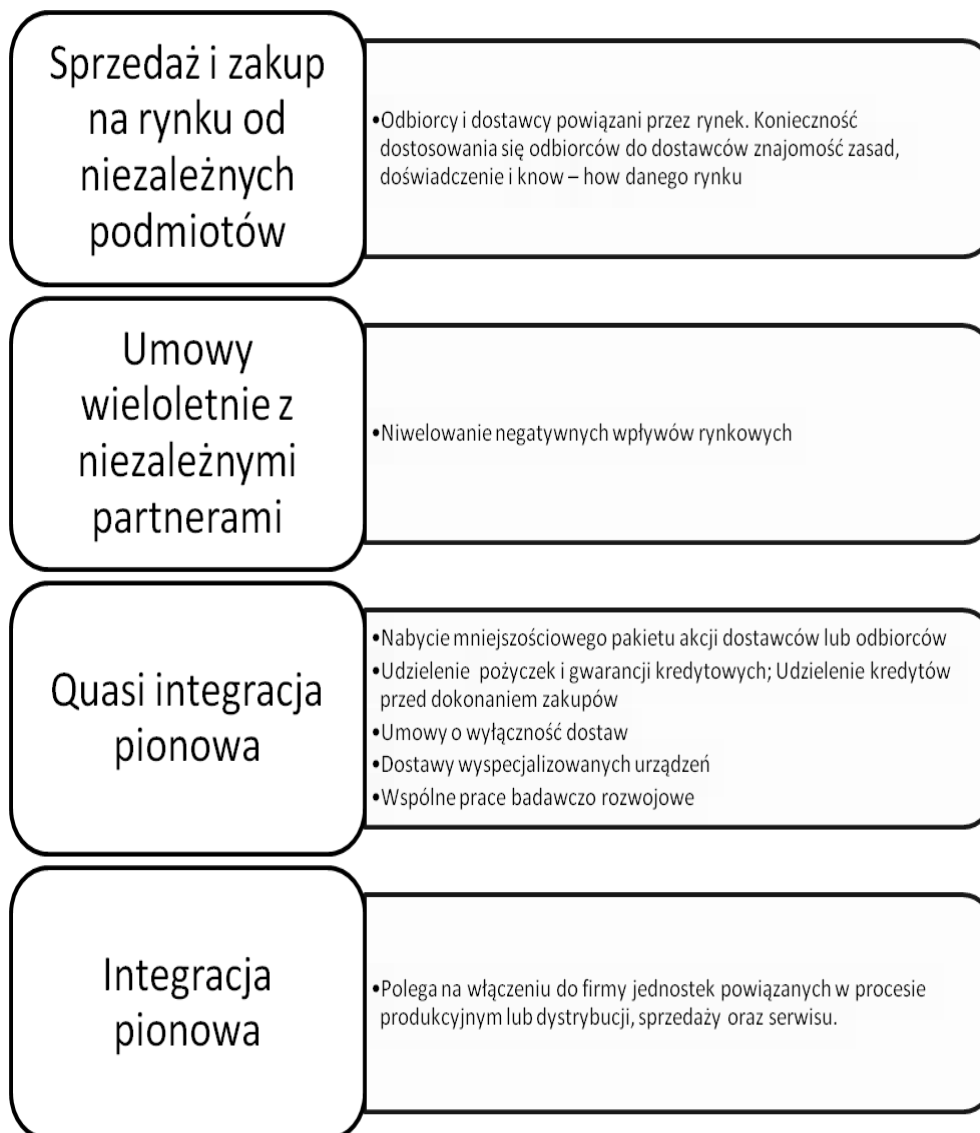 Sprzedaż i zakup
na rynku od
niezależnych
podmiotów
•Odbiorcy i dostawcy powiązani przez rynek. Konieczność
dostosowania się odbiorców do dostawców znajomość zasad,
doświadczenie i know – how danego rynku
Umowy
wieloletnie z
niezależnymi
partnerami
•Niwelowanie negatywnych wpływów rynkowych
Quasi integracja
pionowa
•Nabycie mniejszościowego pakietu akcji dostawców lub odbiorców
•Udzielenie pożyczek i gwarancji kredytowych; Udzielenie kredytów
przed dokonaniem zakupów
•Umowy o wyłączność dostaw
•Dostawy wyspecjalizowanych urządzeń
•Wspólne prace badawczo rozwojowe
Integracja
pionowa
•Polega na włączeniu do firmy jednostek powiązanych w procesie
produkcyjnym lub dystrybucji, sprzedaży oraz serwisu.